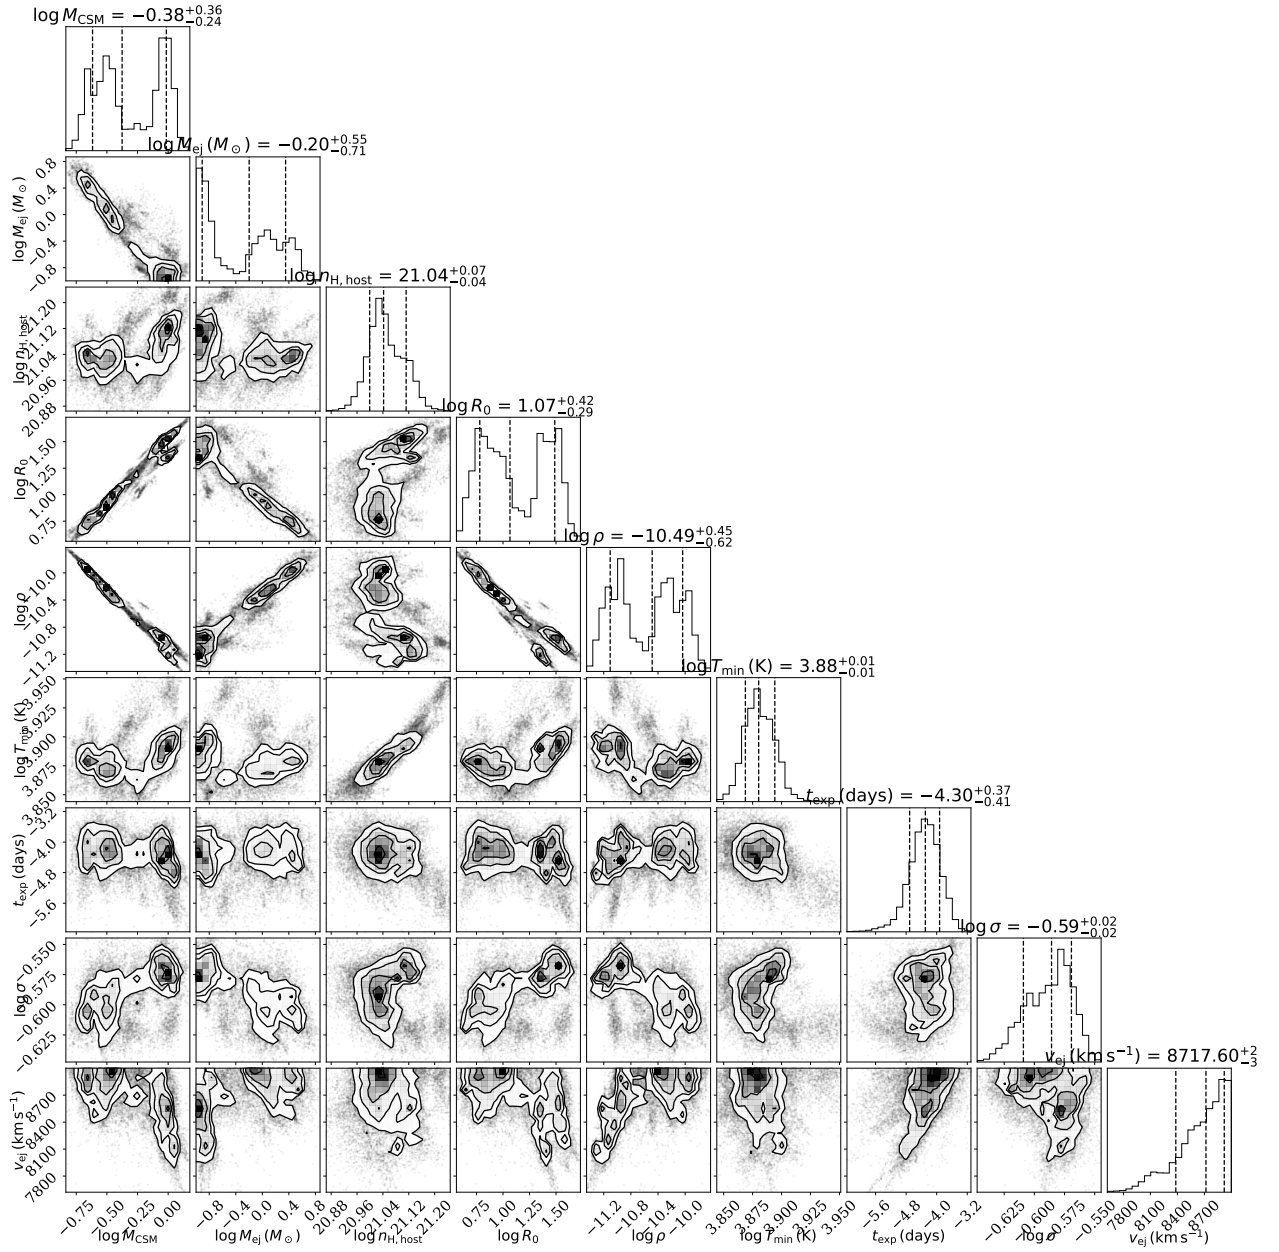 log M_CSM = −0.38 +0.36 −0.24
log M_ej (M_⊙) = −0.20 +0.55 −0.71
log n_H, host = 21.04 +0.07 −0.04
log R_0 = 1.07 +0.42 −0.29
log ρ = −10.49 +0.45 −0.62
log T_min (K) = 3.88 +0.01 −0.01
t_exp (days) = −4.30 +0.37 −0.41
log σ = −0.59 +0.02 −0.02
v_ej (km s⁻¹) = 8717.60 +2 −3
log M_ej (M_⊙)
0.8
0.4
0.0
−0.4
−0.8
log n_H, host
21.20
21.12
21.04
20.96
20.88
log R_0
1.50
1.25
1.00
0.75
log ρ
−10.0
−10.4
−10.8
−11.2
log T_min (K)
3.950
3.925
3.900
3.875
3.850
t_exp (days)
−3.2
−4.0
−4.8
−5.6
log σ
−0.550
−0.575
−0.600
−0.625
v_ej (km s⁻¹)
8700
8400
8100
7800
−0.75 −0.50 −0.25 0.00
−0.8 −0.4 0.0 0.4 0.8
20.88 20.96 21.04 21.12 21.20
0.75 1.00 1.25 1.50
−11.2 −10.8 −10.4 −10.0
3.850 3.875 3.900 3.925 3.950
−5.6 −4.8 −4.0 −3.2
−0.625 −0.600 −0.575 −0.550
7800 8100 8400 8700
log M_CSM
log M_ej (M_⊙)
log n_H, host
log R_0
log ρ
log T_min (K)
t_exp (days)
log σ
v_ej (km s⁻¹)